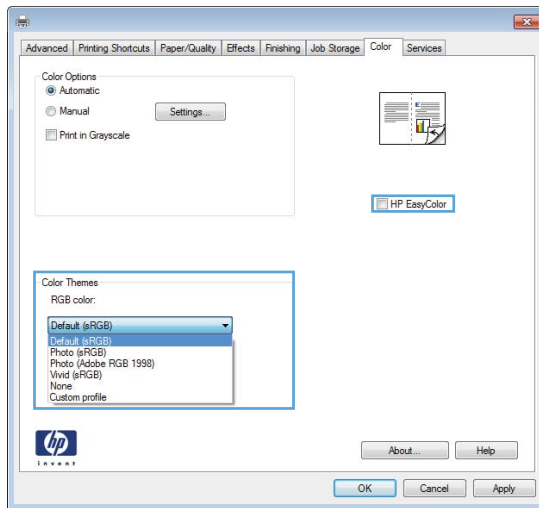 Advanced Printing Shortcuts Paper/Quality Effects Finishing Job Storage Color Services
Color Options
Automatic
Manual Settings...
Print in Grayscale
HP EasyColor
Color Themes
RGB color:
Default (sRGB)
Default (sRGB)
Photo (sRGB)
Photo (Adobe RGB 1998)
Vivid (sRGB)
None
Custom profile
hp
invent
About... Help
OK Cancel Apply